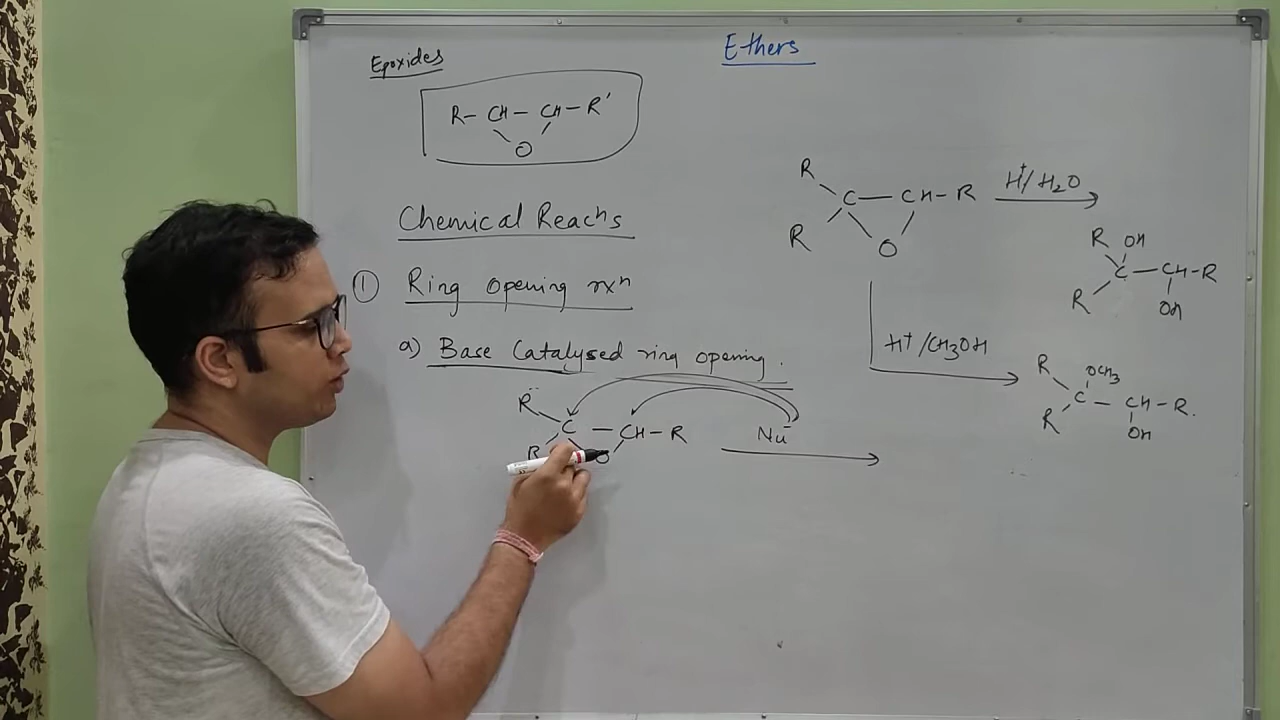 Ethers
Epoxides
R- CH - CH - R'
O
Chemical Reacns
① Ring opening rxn
a) Base Catalysed ring opening.
R
C - CH - R
R
O
Nu-
R
C — CH - R
R
O
H+/H2O
R OH
C — CH - R
R
OH
H+/CH3OH
R
OCH3
C - CH - R.
R
OH